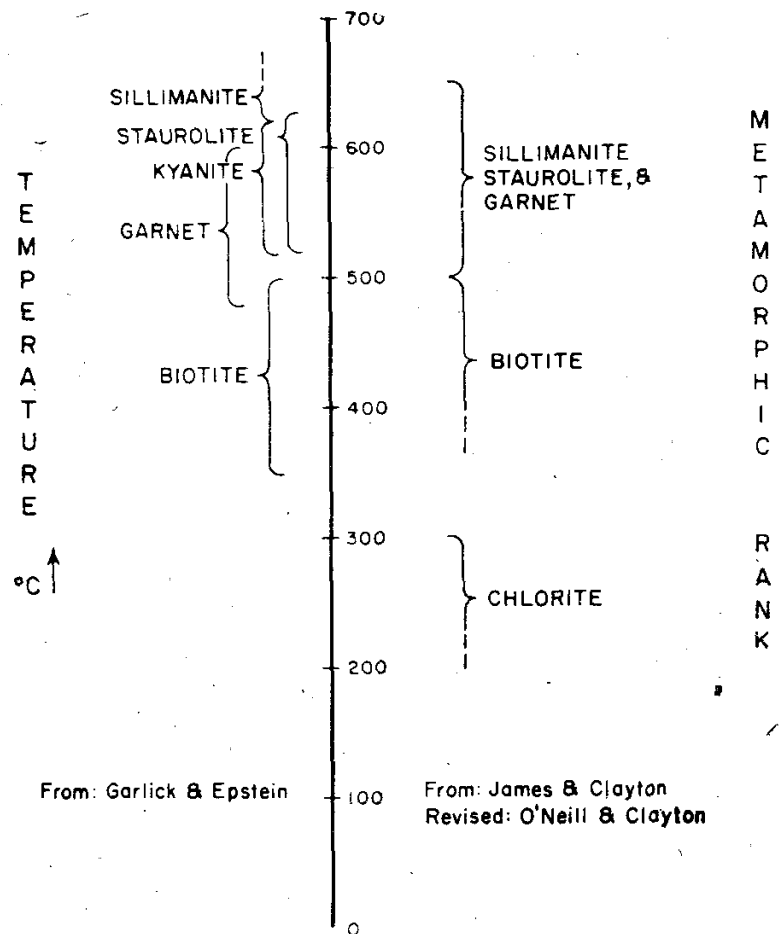 700
SILLIMANITE
STAUROLITE
600
KYANITE
GARNET
500
BIOTITE
400
300
200
100
0
SILLIMANITE
STAUROLITE, &
GARNET
BIOTITE
CHLORITE
TEMPERATURE
°C
METAMORPHIC
RANK
From: Garlick & Epstein
From: James & Clayton
Revised: O'Neill & Clayton